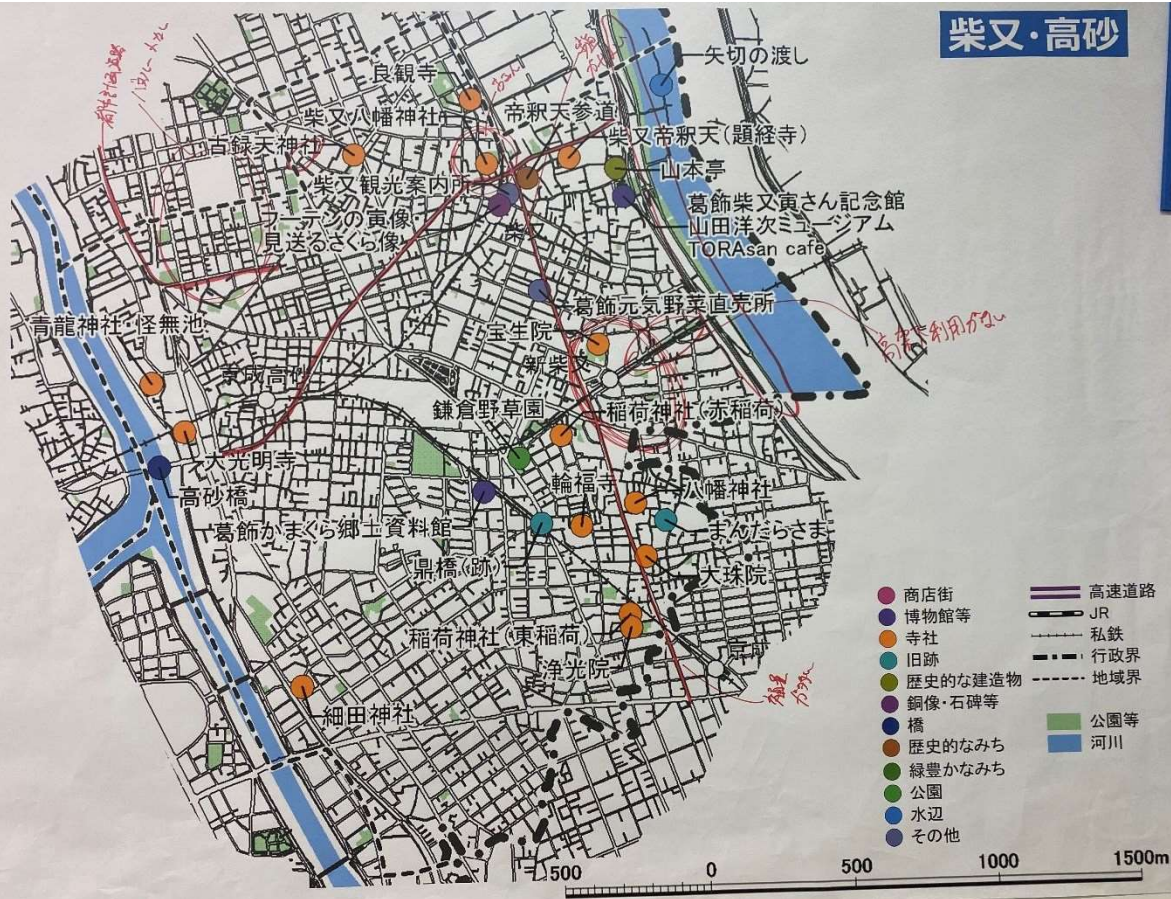 柴又・高砂
矢切の渡し
良観寺
帝釈天参道
柴又八幡神社
柴又帝釈天(題経寺)
古録天神社
山本亭
柴又観光案内所
葛飾柴又寅さん記念館
フーテンの寅像・
山田洋次ミュージアム
見送るさくら像
柴又
TORAsan cafe
葛飾元気野菜直売所
青龍神社・怪無池
宝生院
利用がない
新柴又
京成高砂
鎌倉野草園
稲荷神社(赤稲荷)
大光明寺
輪福寺
八幡神社
高砂橋
葛飾かまくら郷土資料館
まんだらさま
鼎橋(跡)
大珠院
稲荷神社(東稲荷)
京成
浄光院
細田神社
商店街
博物館等
寺社
旧跡
歴史的な建造物
銅像・石碑等
橋
歴史的なみち
緑豊かなみち
公園
水辺
その他
高速道路
JR
私鉄
行政界
地域界
公園等
河川
500
0
500
1000
1500m